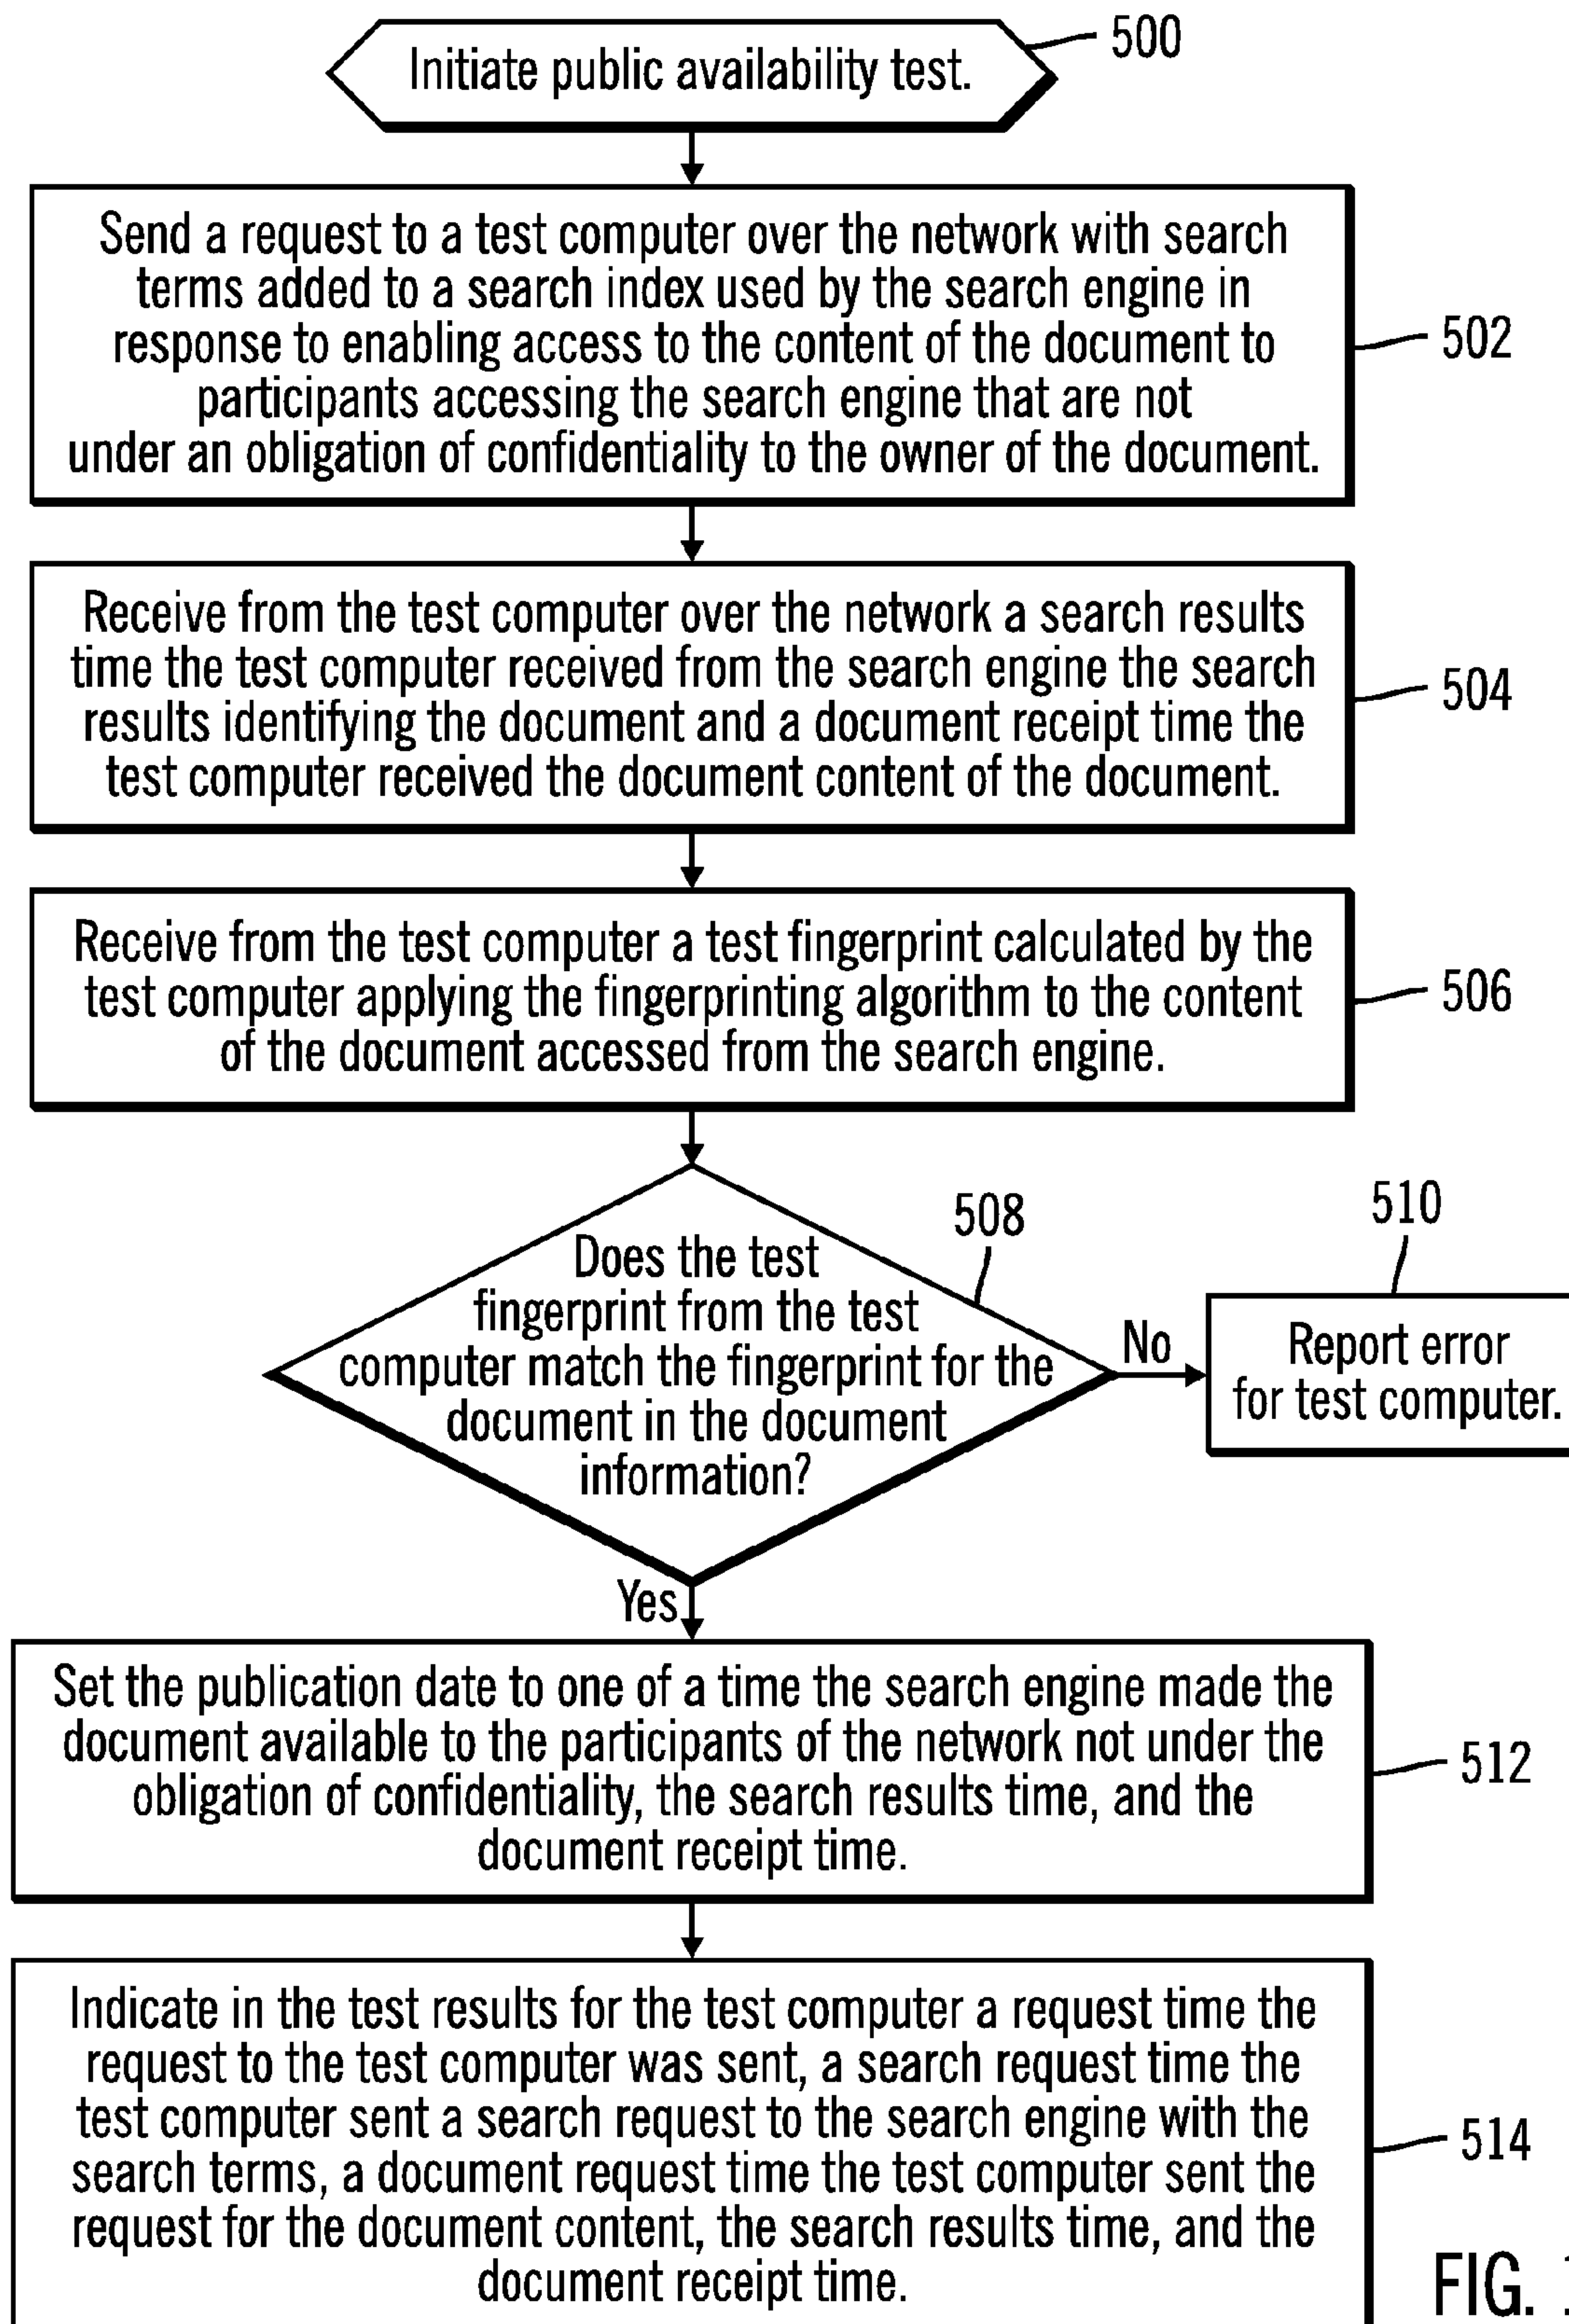 Initiate public availability test.
500
Send a request to a test computer over the network with search
terms added to a search index used by the search engine in
response to enabling access to the content of the document to
participants accessing the search engine that are not
under an obligation of confidentiality to the owner of the document.
502
Receive from the test computer over the network a search results
time the test computer received from the search engine the search
results identifying the document and a document receipt time the
test computer received the document content of the document.
504
Receive from the test computer a test fingerprint calculated by the
test computer applying the fingerprinting algorithm to the content
of the document accessed from the search engine.
506
Does the test
fingerprint from the test
computer match the fingerprint for the
document in the document
information?
508
No
510
Report error
for test computer.
Yes
Set the publication date to one of a time the search engine made the
document available to the participants of the network not under the
obligation of confidentiality, the search results time, and the
document receipt time.
512
Indicate in the test results for the test computer a request time the
request to the test computer was sent, a search request time the
test computer sent a search request to the search engine with the
search terms, a document request time the test computer sent the
request for the document content, the search results time, and the
document receipt time.
514
FIG.